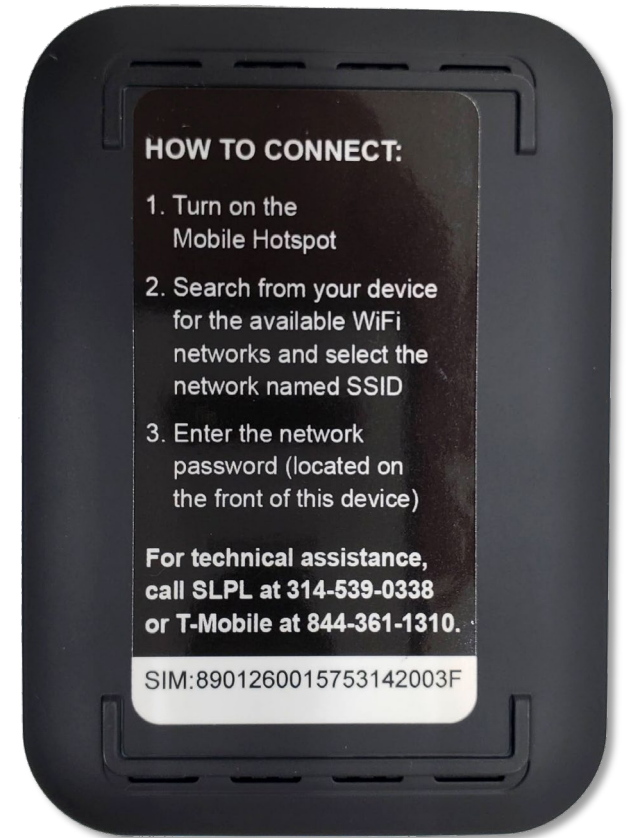 HOW TO CONNECT:
1. Turn on the
Mobile Hotspot
2. Search from your device
for the available WiFi
networks and select the
network named SSID
3. Enter the network
password (located on
the front of this device)
For technical assistance,
call SLPL at 314-539-0338
or T-Mobile at 844-361-1310.
SIM:8901260015753142003F